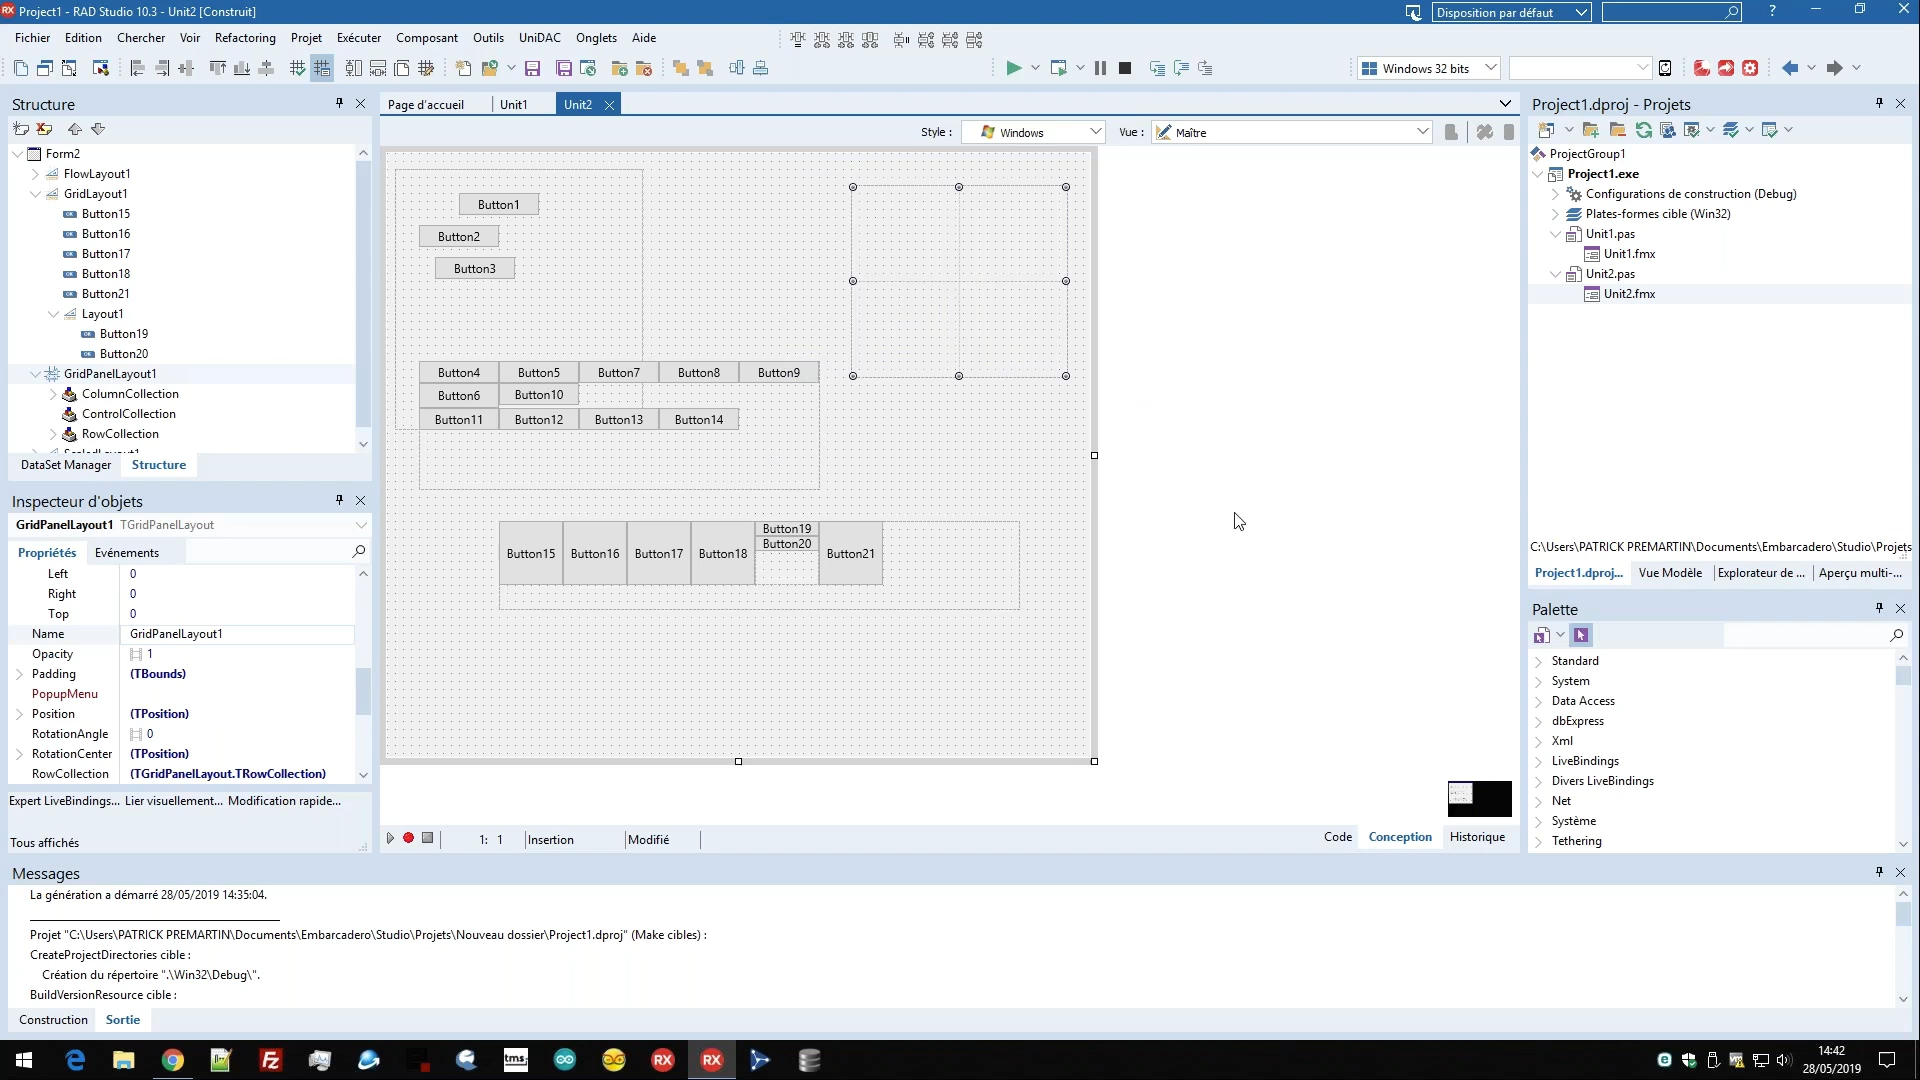 Project1 - RAD Studio 10.3 - Unit2 [Construit]
Disposition par défaut
Fichier Edition Chercher Voir Refactoring Projet Exécuter Composant Outils UniDAC Onglets Aide
Windows 32 bits
Structure
Form2
FlowLayout1
GridLayout1
Button15
Button16
Button17
Button18
Button21
Layout1
Button19
Button20
GridPanelLayout1
ColumnCollection
ControlCollection
RowCollection
DataSet Manager Structure
Inspecteur d'objets
GridPanelLayout1 TGridPanelLayout
Propriétés Evénements
Left 0
Right 0
Top 0
Name GridPanelLayout1
Opacity 1
Padding (TBounds)
PopupMenu
Position (TPosition)
RotationAngle 0
RotationCenter (TPosition)
RowCollection (TGridPanelLayout.TRowCollection)
Expert LiveBindings... Lier visuellement... Modification rapide...
Tous affichés
Page d'accueil Unit1 Unit2
Style : Windows Vue : Maître
Button1
Button2
Button3
Button4 Button5 Button7 Button8 Button9
Button6 Button10
Button11 Button12 Button13 Button14
Button15 Button16 Button17 Button18 Button19 Button20 Button21
1: 1 Insertion Modifié
Code Conception Historique
Project1.dproj - Projets
ProjectGroup1
Project1.exe
Configurations de construction (Debug)
Plates-formes cible (Win32)
Unit1.pas
Unit1.fmx
Unit2.pas
Unit2.fmx
C:\Users\PATRICK PREMARTIN\Documents\Embarcadero\Studio\Projets
Project1.dproj... Vue Modèle Explorateur de ... Aperçu multi-...
Palette
Standard
System
Data Access
dbExpress
Xml
LiveBindings
Divers LiveBindings
Net
Système
Tethering
Messages
La génération a démarré 28/05/2019 14:35:04.
Projet "C:\Users\PATRICK PREMARTIN\Documents\Embarcadero\Studio\Projets\Nouveau dossier\Project1.dproj" (Make cibles) :
CreateProjectDirectories cible :
Création du répertoire ".\Win32\Debug\".
BuildVersionResource cible :
Construction Sortie
14:42
28/05/2019